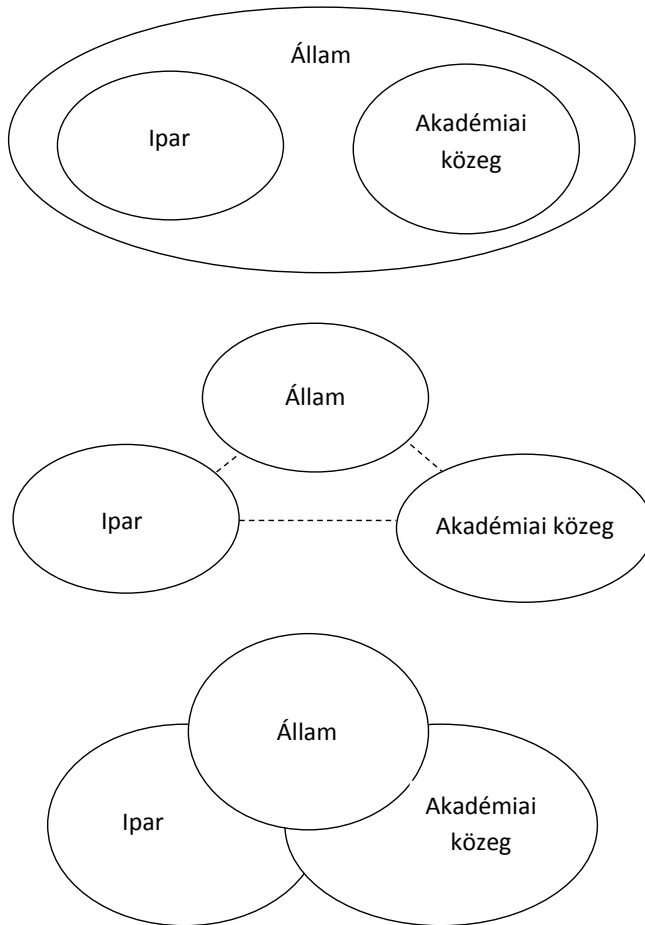 Állam
Ipar
Akadémiai
közeg
Állam
Ipar
Akadémiai közeg
Állam
Ipar
Akadémiai
közeg